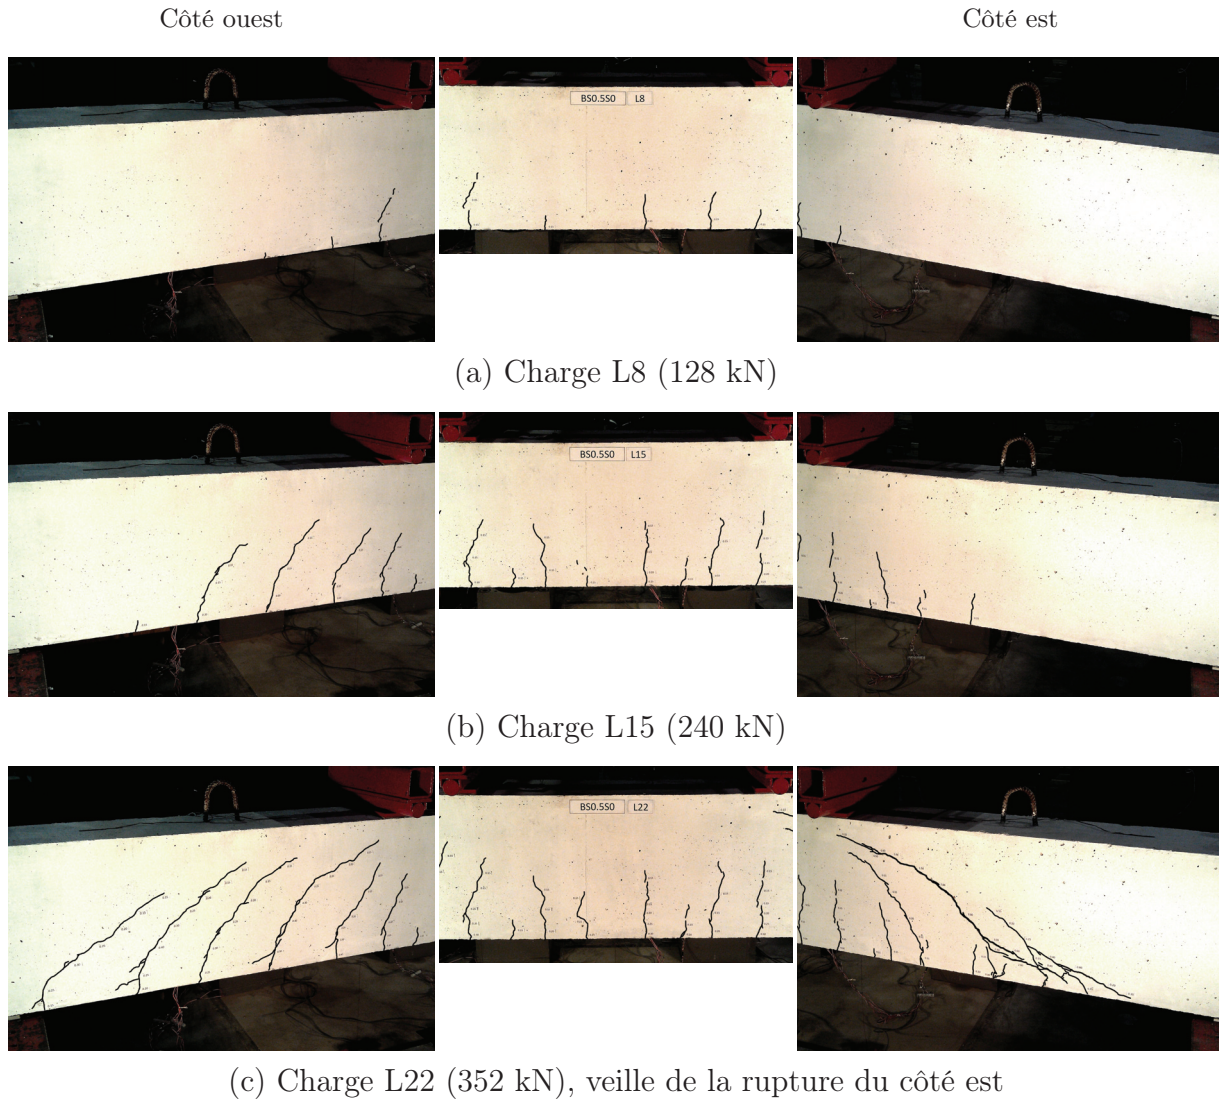 Côté ouest
Côté est
BS0.5S0 L8
(a) Charge L8 (128 kN)
BS0.5S0 L15
(b) Charge L15 (240 kN)
BS0.5S0 L22
(c) Charge L22 (352 kN), veille de la rupture du côté est